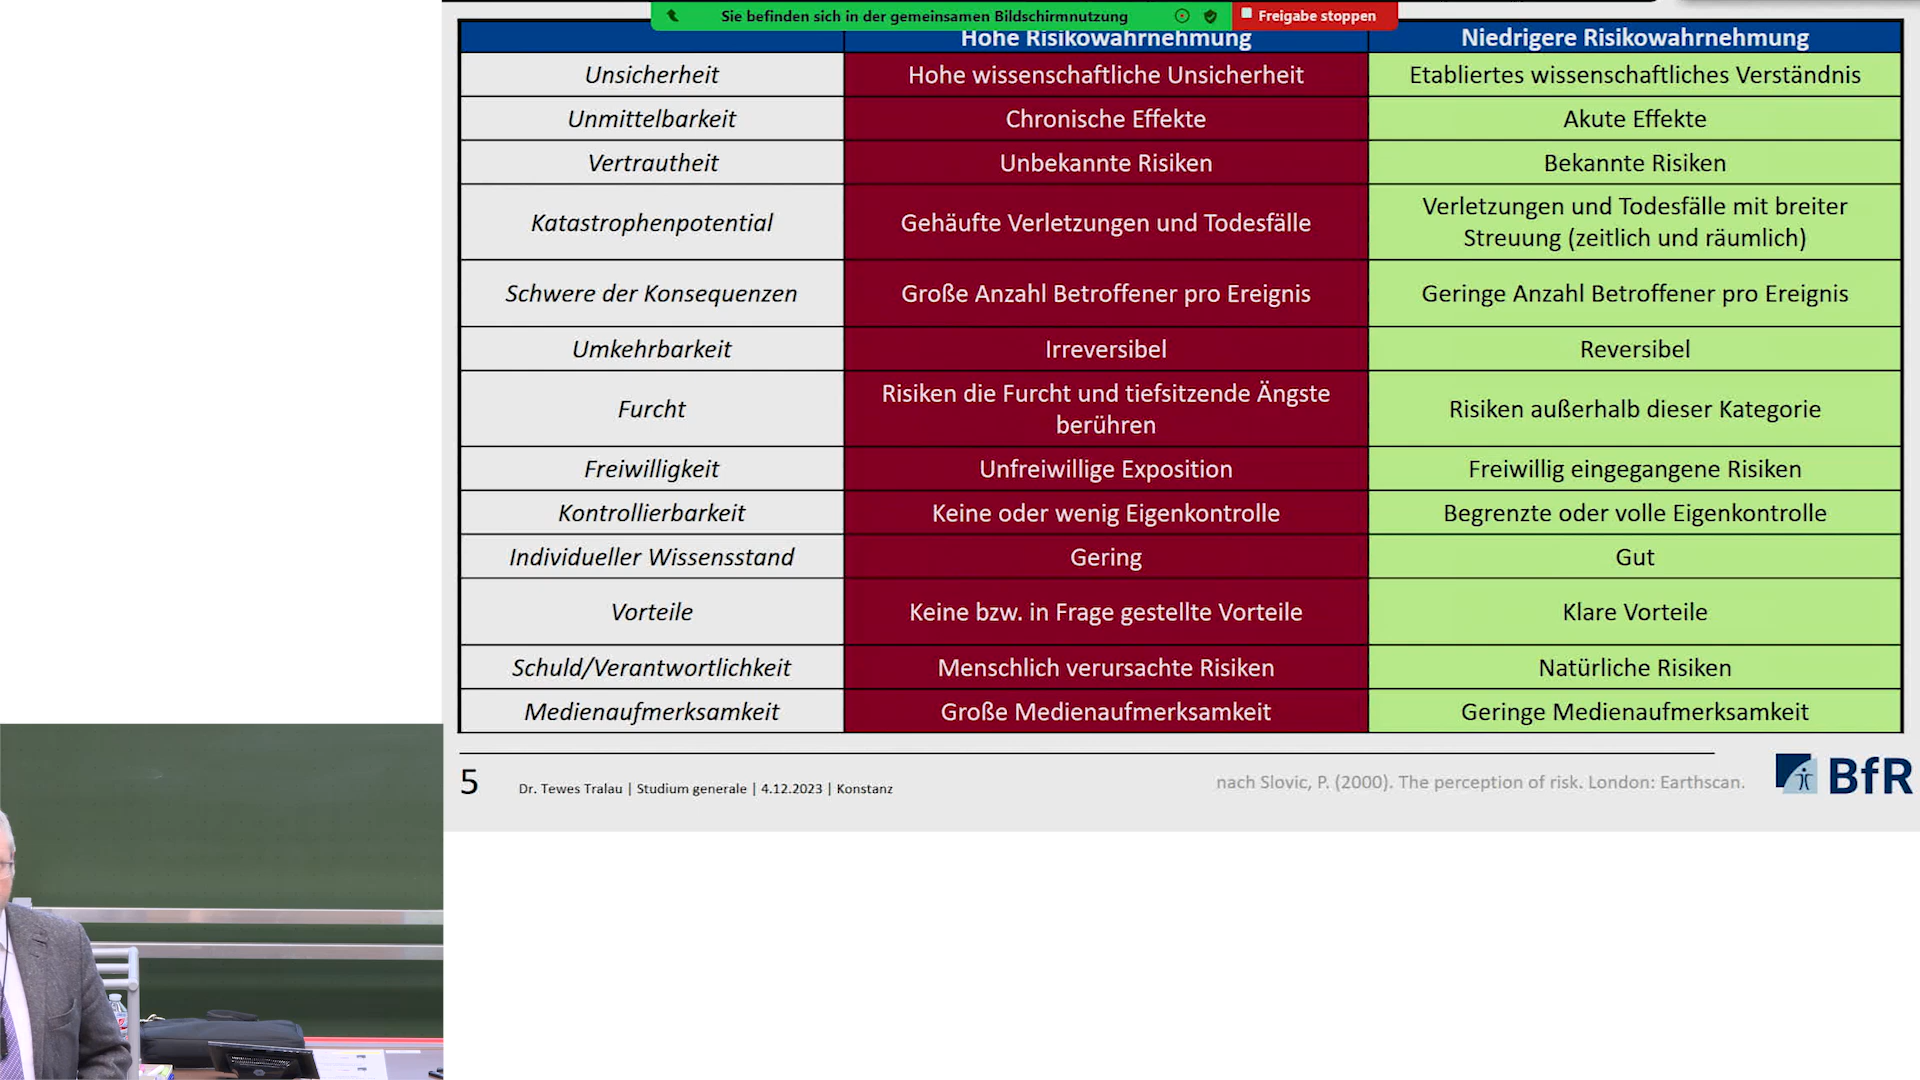 Sie befinden sich in der gemeinsamen Bildschirmnutzung Freigabe stoppen
Hohe Risikowahrnehmung Niedrigere Risikowahrnehmung
Unsicherheit Hohe wissenschaftliche Unsicherheit Etabliertes wissenschaftliches Verständnis
Unmittelbarkeit Chronische Effekte Akute Effekte
Vertrautheit Unbekannte Risiken Bekannte Risiken
Katastrophenpotential Gehäufte Verletzungen und Todesfälle Verletzungen und Todesfälle mit breiter
Streuung (zeitlich und räumlich)
Schwere der Konsequenzen Große Anzahl Betroffener pro Ereignis Geringe Anzahl Betroffener pro Ereignis
Umkehrbarkeit Irreversibel Reversibel
Furcht Risiken die Furcht und tiefsitzende Ängste
berühren Risiken außerhalb dieser Kategorie
Freiwilligkeit Unfreiwillige Exposition Freiwillig eingegangene Risiken
Kontrollierbarkeit Keine oder wenig Eigenkontrolle Begrenzte oder volle Eigenkontrolle
Individueller Wissensstand Gering Gut
Vorteile Keine bzw. in Frage gestellte Vorteile Klare Vorteile
Schuld/Verantwortlichkeit Menschlich verursachte Risiken Natürliche Risiken
Medienaufmerksamkeit Große Medienaufmerksamkeit Geringe Medienaufmerksamkeit
5 Dr. Tewes Tralau | Studium generale | 4.12.2023 | Konstanz nach Slovic, P. (2000). The perception of risk. London: Earthscan. BfR